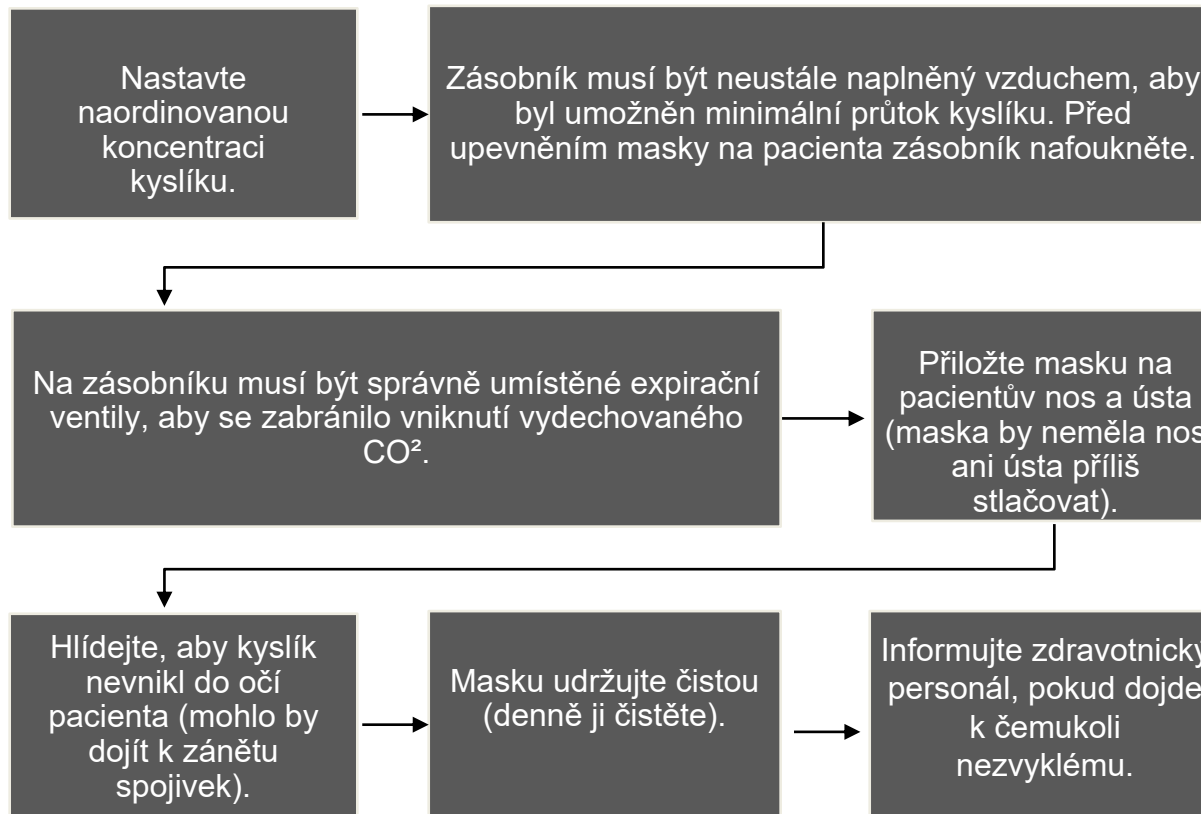 Nastavte
naordinovanou
koncentraci
kyslíku.
Zásobník musí být neustále naplněný vzduchem, aby
byl umožněn minimální průtok kyslíku. Před
upevněním masky na pacienta zásobník nafoukněte.
Na zásobníku musí být správně umístěné expirační
ventily, aby se zabránilo vniknutí vydechovaného
CO².
Přiložte masku na
pacientův nos a ústa
(maska by neměla nos
ani ústa příliš
stlačovat).
Hlídejte, aby kyslík
nevnikl do očí
pacienta (mohlo by
dojít k zánětu
spojivek).
Masku udržujte čistou
(denně ji čistěte).
Informujte zdravotnický
personál, pokud dojde
k čemukoli
nezvyklému.